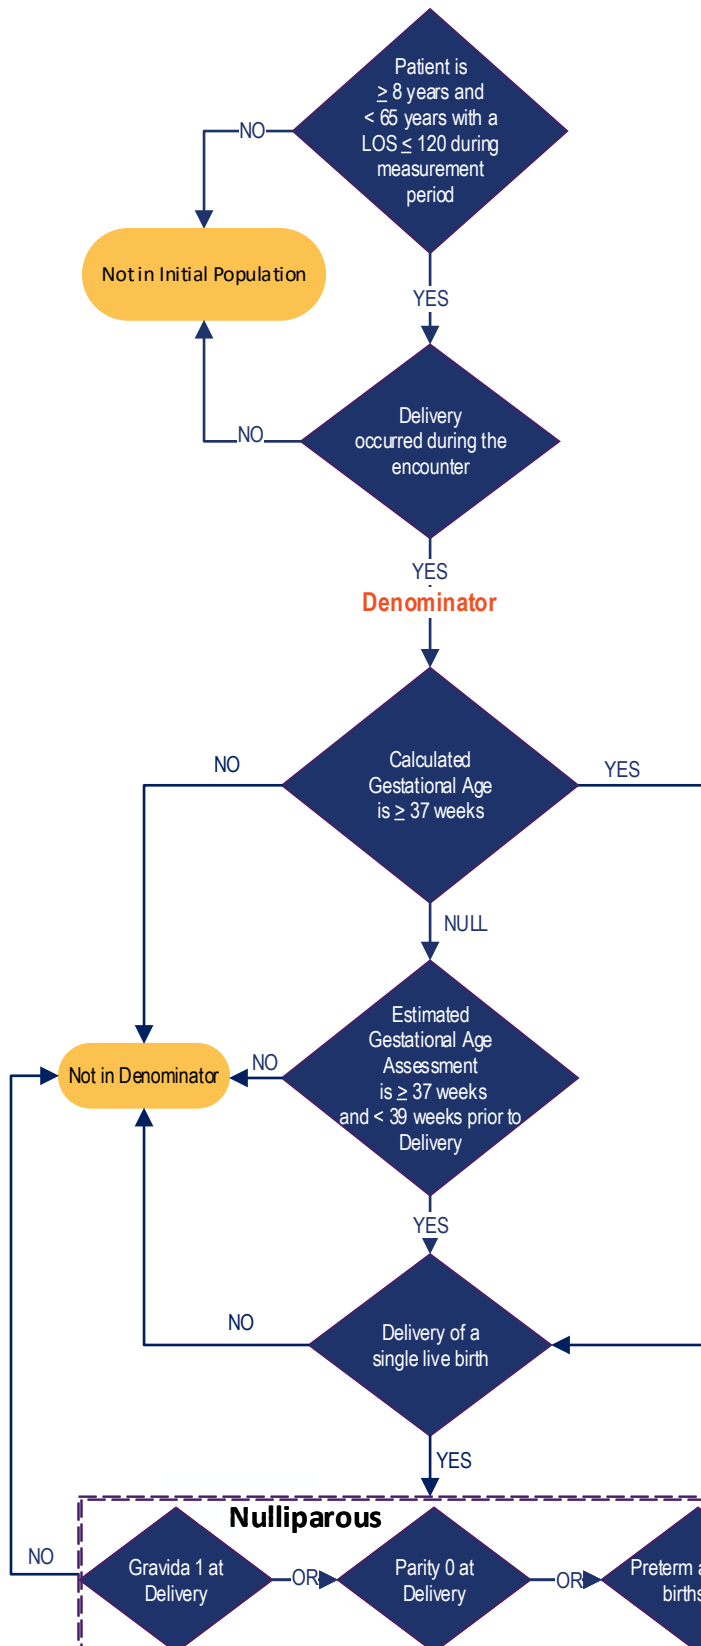 Patient is
≥ 8 years and
< 65 years with a
LOS ≤ 120 during
measurement
period
NO
Not in Initial Population
YES
Delivery
occurred during the
encounter
NO
YES
Denominator
Calculated
Gestational Age
is ≥ 37 weeks
NO
YES
NULL
Estimated
Gestational Age
Assessment
is ≥ 37 weeks
and < 39 weeks prior to
Delivery
NO
Not in Denominator
YES
Delivery of a
single live birth
NO
YES
Nulliparous
NO
Gravida 1 at
Delivery
OR
Parity 0 at
Delivery
OR
Preterm
births